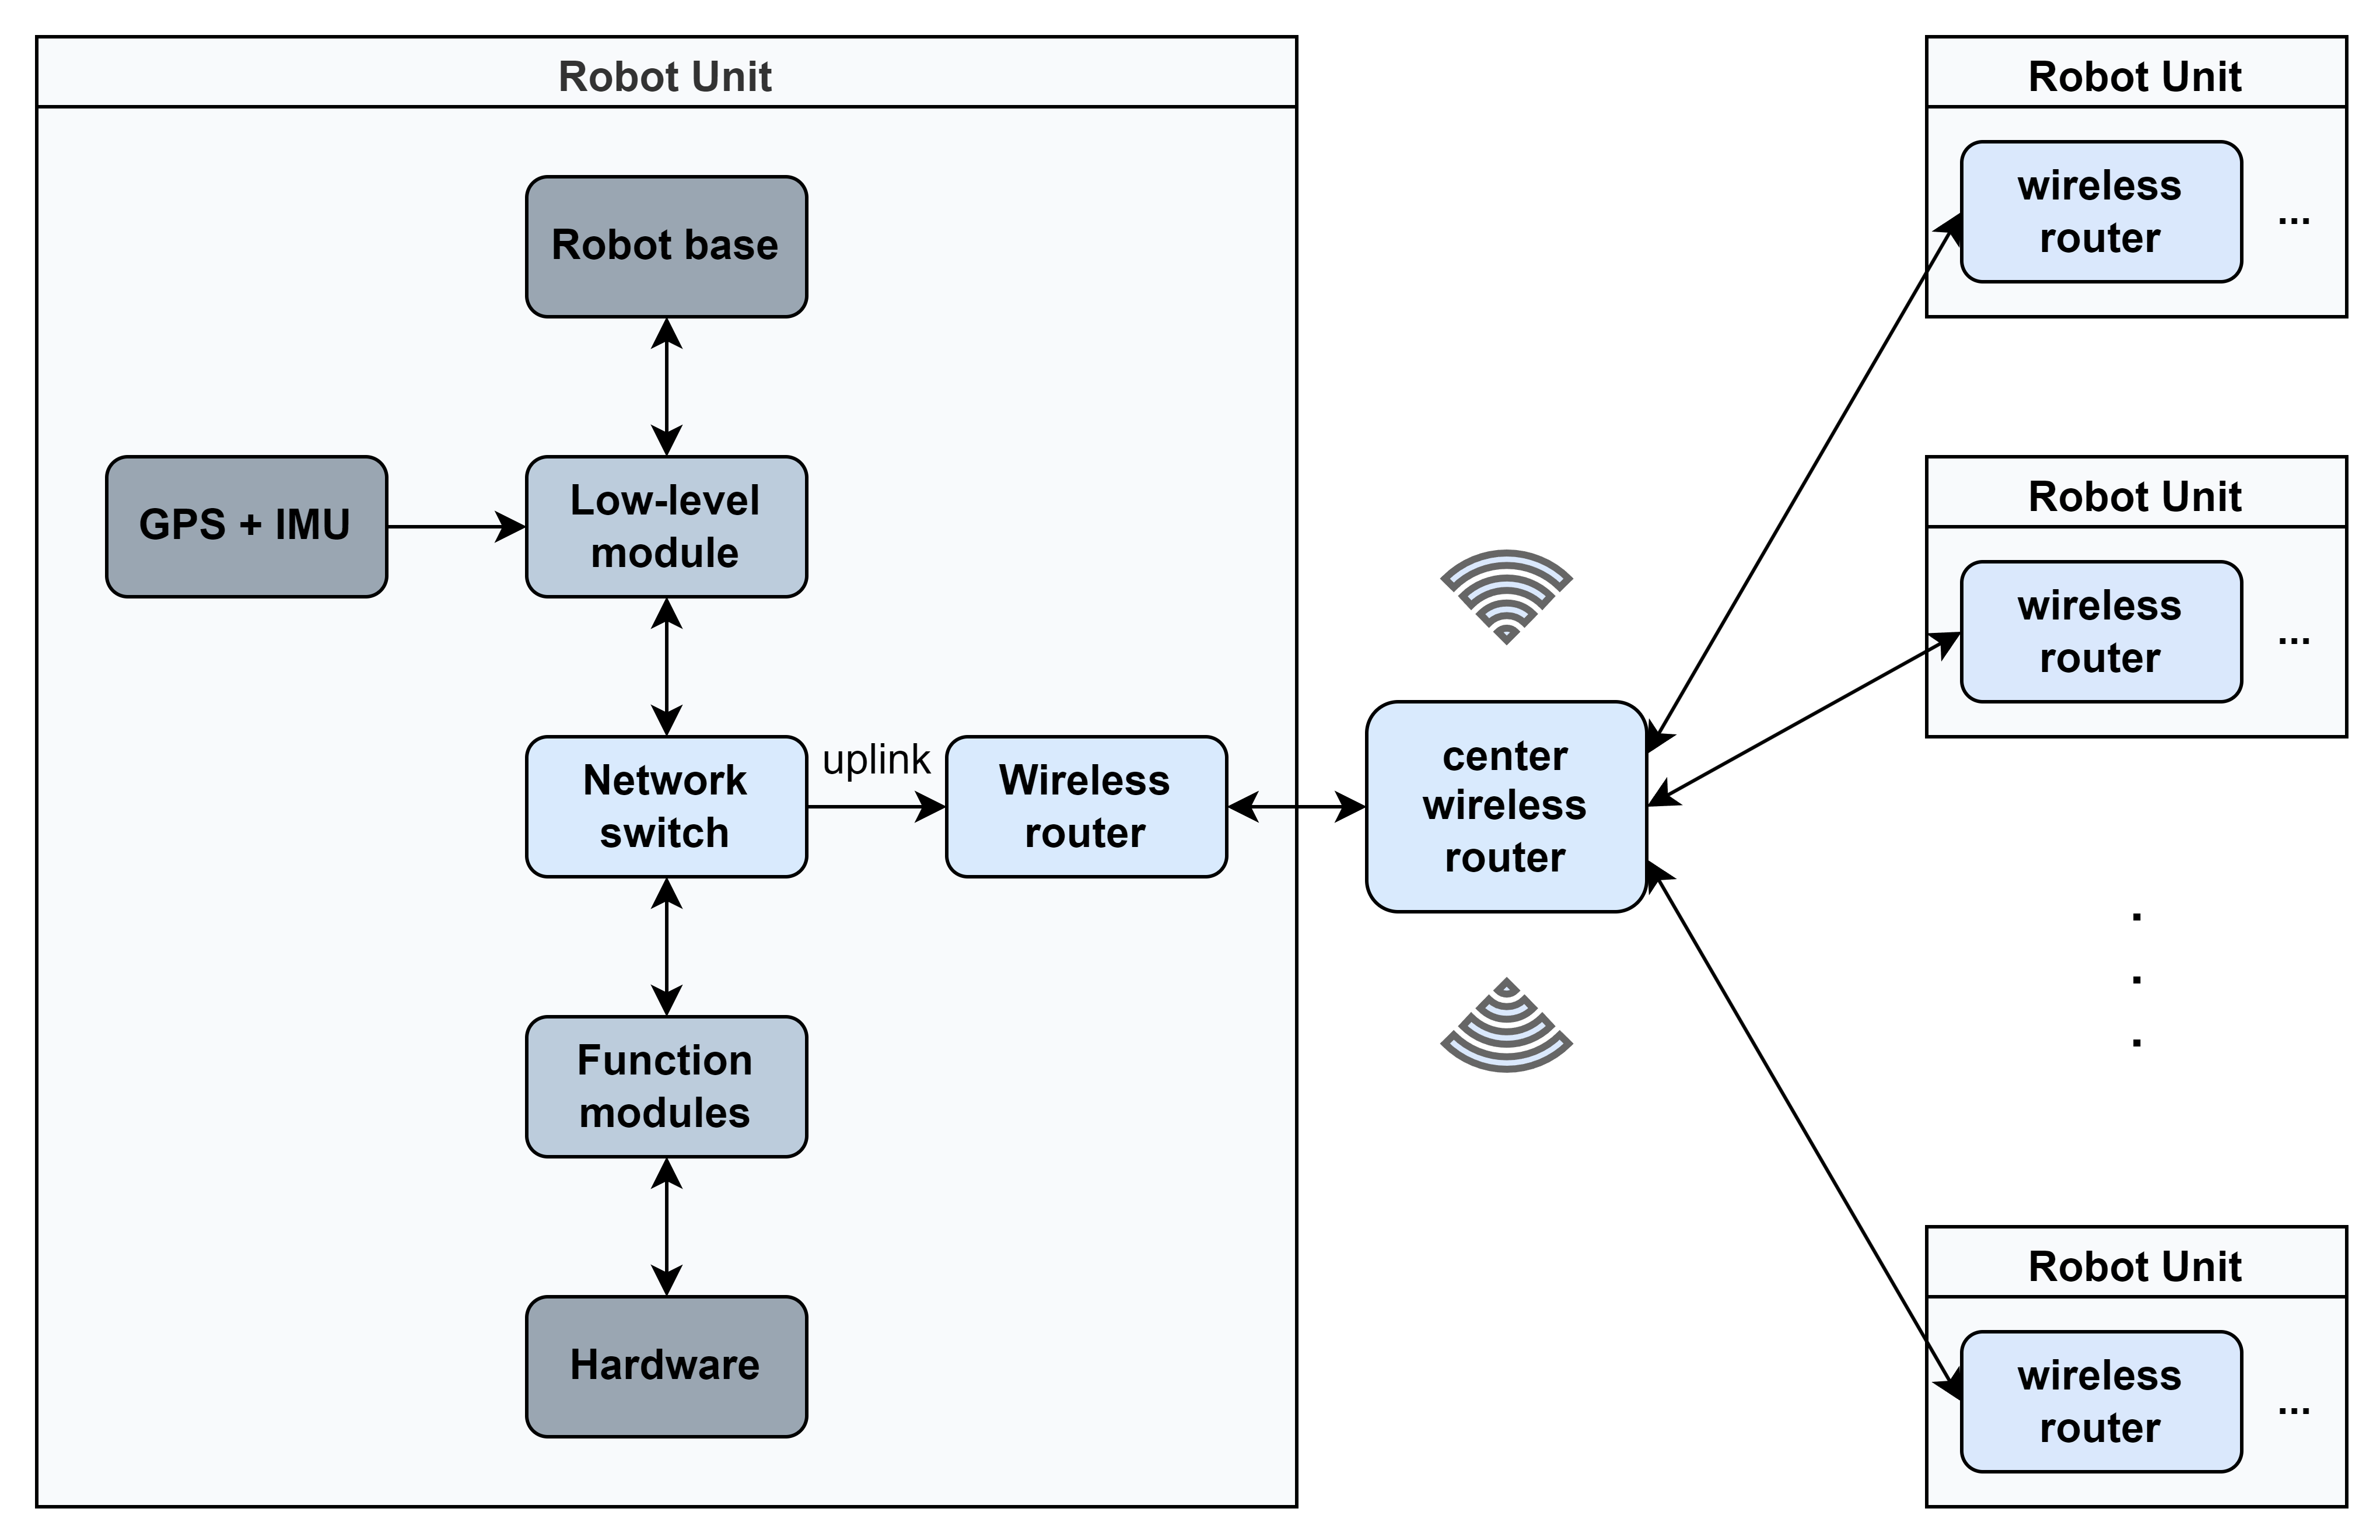 Robot Unit
Robot base
GPS + IMU
Low-level
module
Network
switch
uplink
Wireless
router
Function
modules
Hardware
center
wireless
router
Robot Unit
wireless
router
...
Robot Unit
wireless
router
...
.
.
.
Robot Unit
wireless
router
...